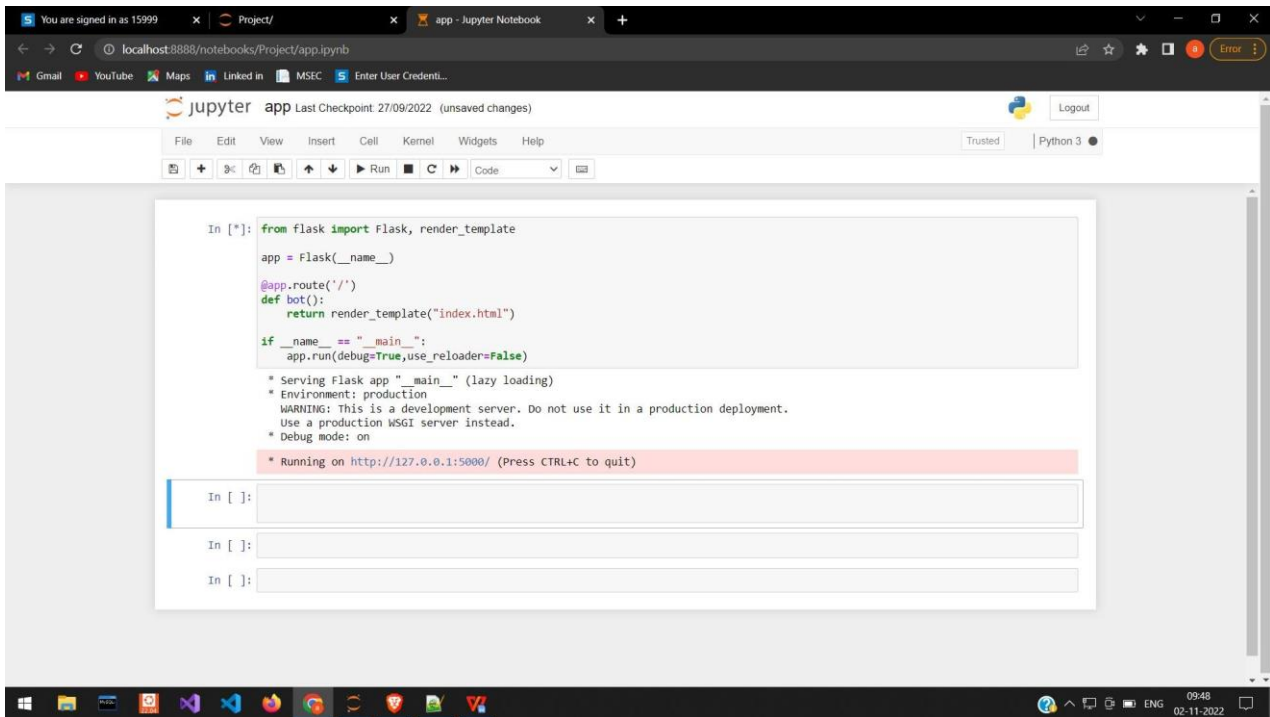 You are signed in as 15999
Project/
app - Jupyter Notebook
localhost:8888/notebooks/Project/app.ipynb
Error
Gmail
YouTube
Maps
Linked in
MSEC
Enter User Credenti...
jupyter app Last Checkpoint: 27/09/2022 (unsaved changes)
Logout
File Edit View Insert Cell Kernel Widgets Help
Trusted
Python 3
Run
Code
In [*]: from flask import Flask, render_template
app = Flask(__name__)
@app.route('/')
def bot():
    return render_template("index.html")
if __name__ == "__main__":
    app.run(debug=True,use_reloader=False)
* Serving Flask app "__main__" (lazy loading)
* Environment: production
WARNING: This is a development server. Do not use it in a production deployment.
Use a production WSGI server instead.
* Debug mode: on
* Running on http://127.0.0.1:5000/ (Press CTRL+C to quit)
In [ ]:
In [ ]:
In [ ]:
ENG
09:48
02-11-2022